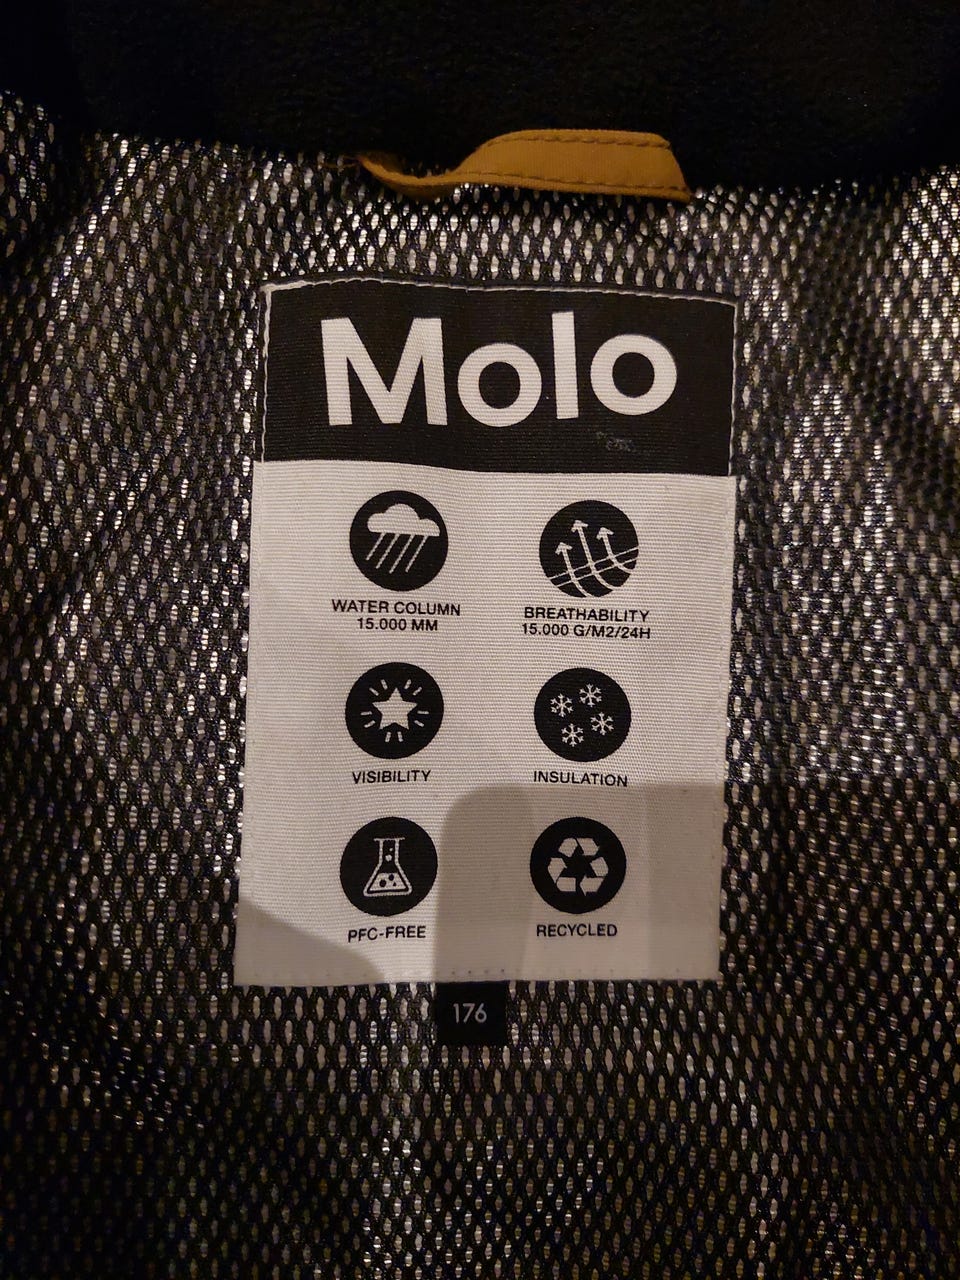 Molo
WATER COLUMN
15.000 MM
BREATHABILITY
15.000 G/M2/24H
VISIBILITY
INSULATION
PFC-FREE
RECYCLED
176